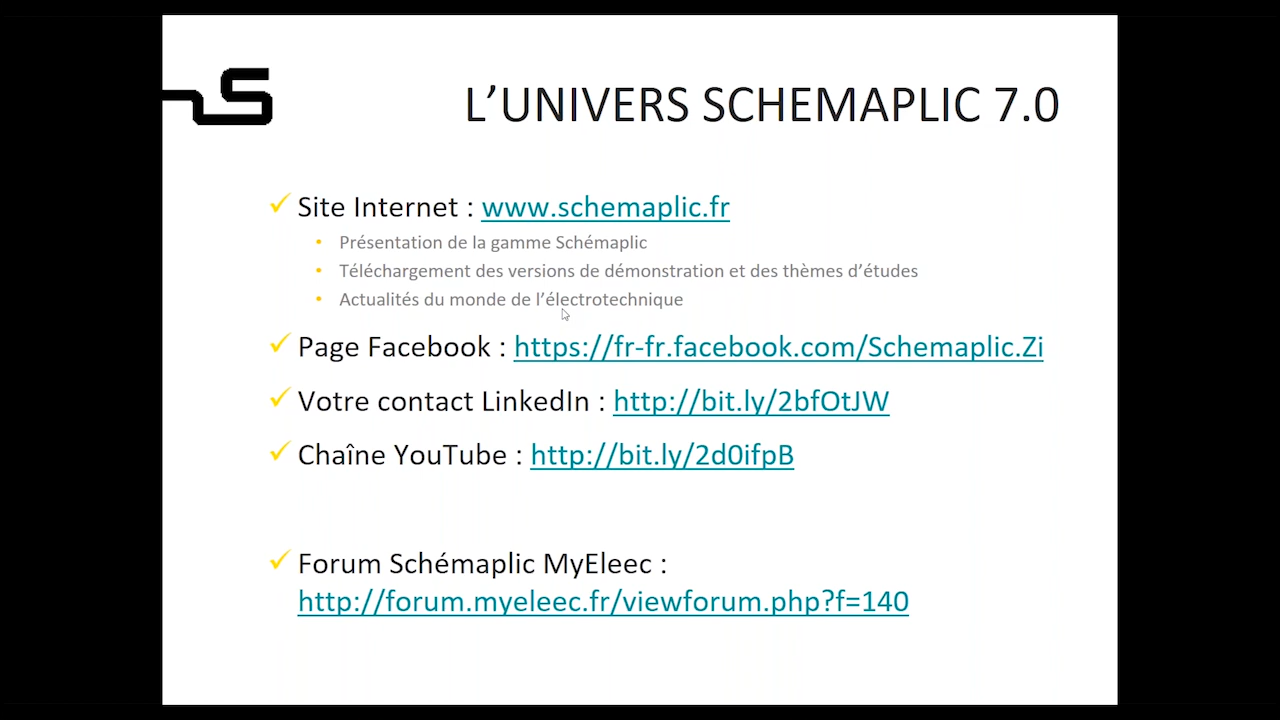 L’UNIVERS SCHEMAPLIC 7.0
Site Internet : www.schemaplic.fr
Présentation de la gamme Schémaplic
Téléchargement des versions de démonstration et des thèmes d’études
Actualités du monde de l’électrotechnique
Page Facebook : https://fr-fr.facebook.com/Schemaplic.Zi
Votre contact LinkedIn : http://bit.ly/2bfOtJW
Chaîne YouTube : http://bit.ly/2d0ifpB
Forum Schémaplic MyEleec :
http://forum.myeleec.fr/viewforum.php?f=140